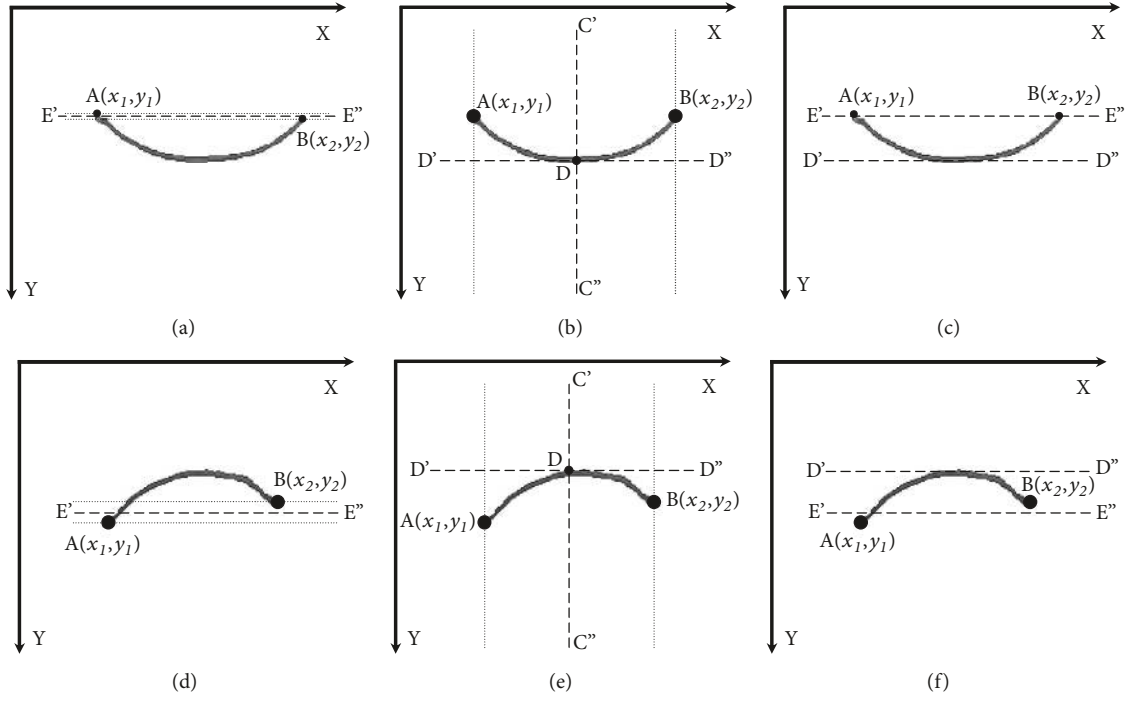 X
A(x1,y1)
E'
E"
B(x2,y2)
Y
(a)
C'
X
A(x1,y1)
B(x2,y2)
D'
D"
D
Y
C"
(b)
X
A(x1,y1)
B(x2,y2)
E'
E"
D'
D"
Y
(c)
X
B(x2,y2)
E'
E"
A(x1,y1)
Y
(d)
C'
X
D'
D
D"
B(x2,y2)
A(x1,y1)
Y
C"
(e)
X
D'
D"
B(x2,y2)
E'
E"
A(x1,y1)
Y
(f)